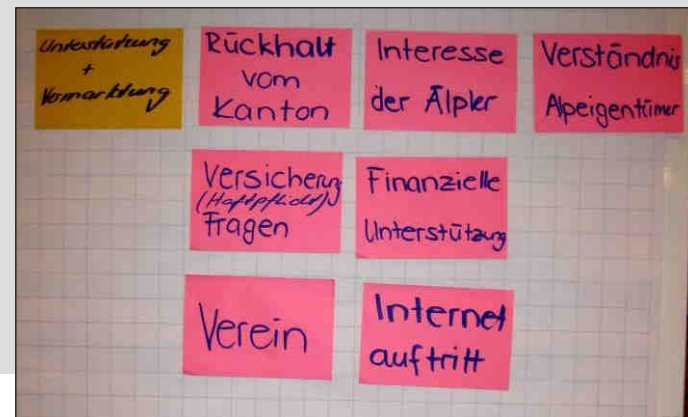 Unterstützung
+
Vermarktung
Rückhalt
vom
Kanton
Interesse
der Älpler
Verständnis
Alpeigentümer
Versicherung
(Haftpflicht)
Fragen
Finanzielle
Unterstützung
Verein
Internet
auftritt